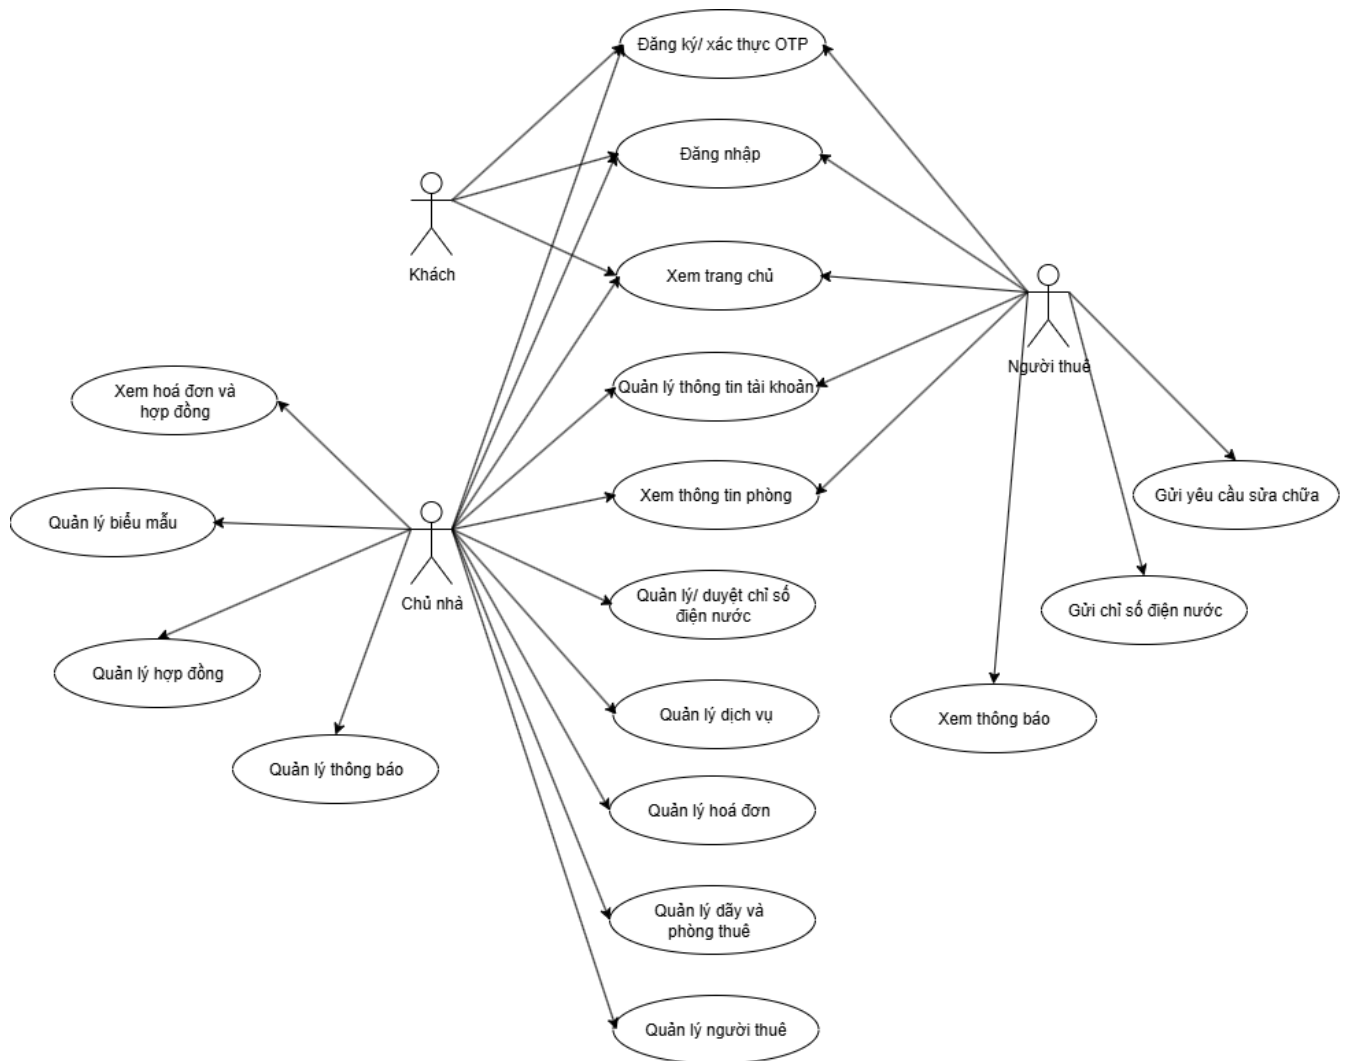 Đăng ký/ xác thực OTP
Đăng nhập
Khách
Xem trang chủ
Người thuê
Xem hoá đơn và
hợp đồng
Quản lý thông tin tài khoản
Xem thông tin phòng
Gửi yêu cầu sửa chữa
Quản lý biểu mẫu
Chủ nhà
Quản lý/ duyệt chỉ số
điện nước
Gửi chỉ số điện nước
Quản lý hợp đồng
Quản lý dịch vụ
Xem thông báo
Quản lý thông báo
Quản lý hoá đơn
Quản lý dãy và
phòng thuê
Quản lý người thuê